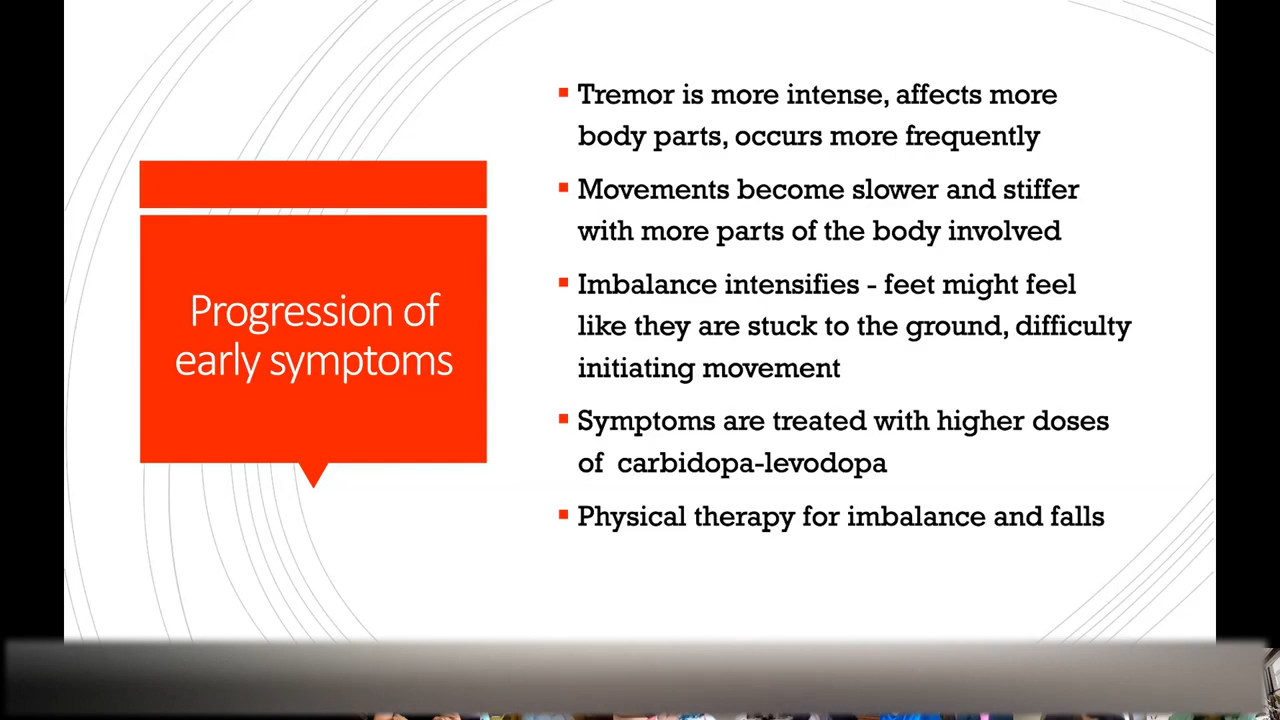 Progression of
early symptoms
Tremor is more intense, affects more
body parts, occurs more frequently
Movements become slower and stiffer
with more parts of the body involved
Imbalance intensifies - feet might feel
like they are stuck to the ground, difficulty
initiating movement
Symptoms are treated with higher doses
of carbidopa-levodopa
Physical therapy for imbalance and falls